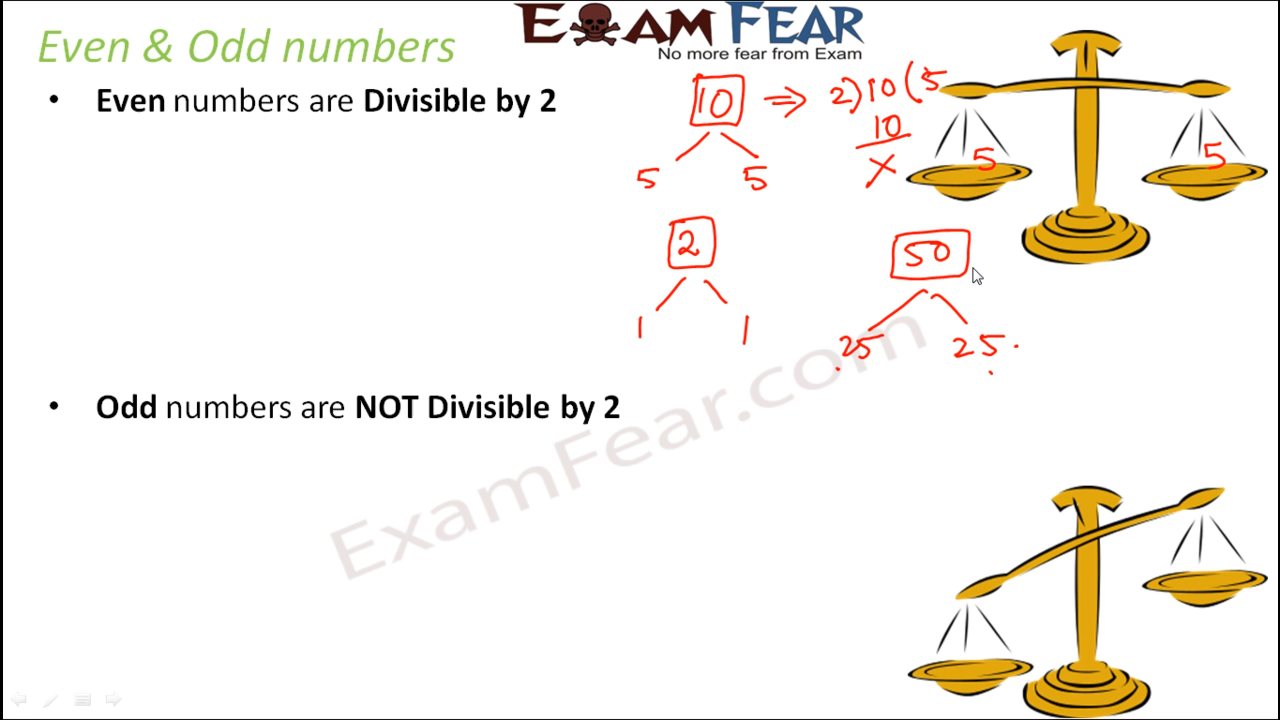 EXAM FEAR
No more fear from Exam
Even & Odd numbers
• Even numbers are Divisible by 2
10 ⇒ 2)10(5
10
x
5 5
5 5
2
1 1
50
25 25
• Odd numbers are NOT Divisible by 2
ExamFear.com